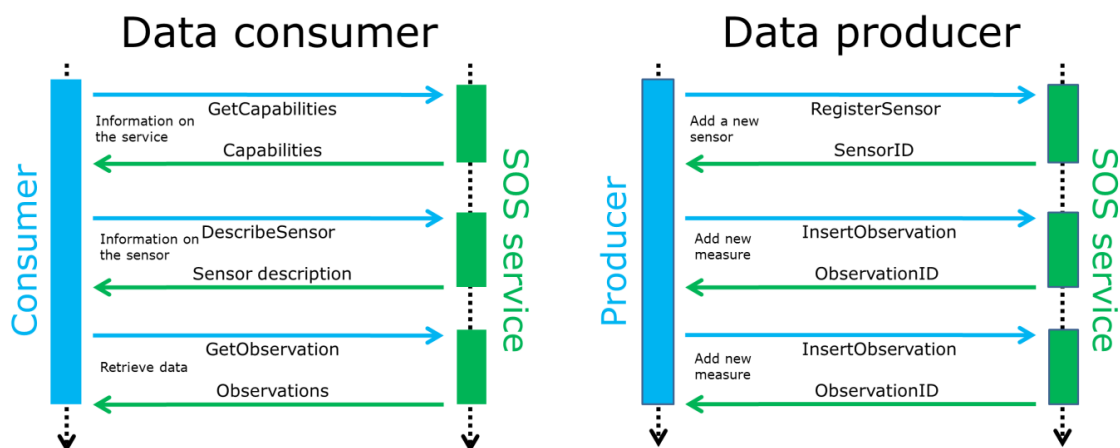 Data consumer
Consumer
GetCapabilities
Information on
the service
Capabilities
DescribeSensor
Information on
the sensor
Sensor description
GetObservation
Retrieve data
Observations
SOS service
Data producer
Producer
RegisterSensor
Add a new
sensor
SensorID
InsertObservation
Add new
measure
ObservationID
InsertObservation
Add new
measure
ObservationID
SOS service